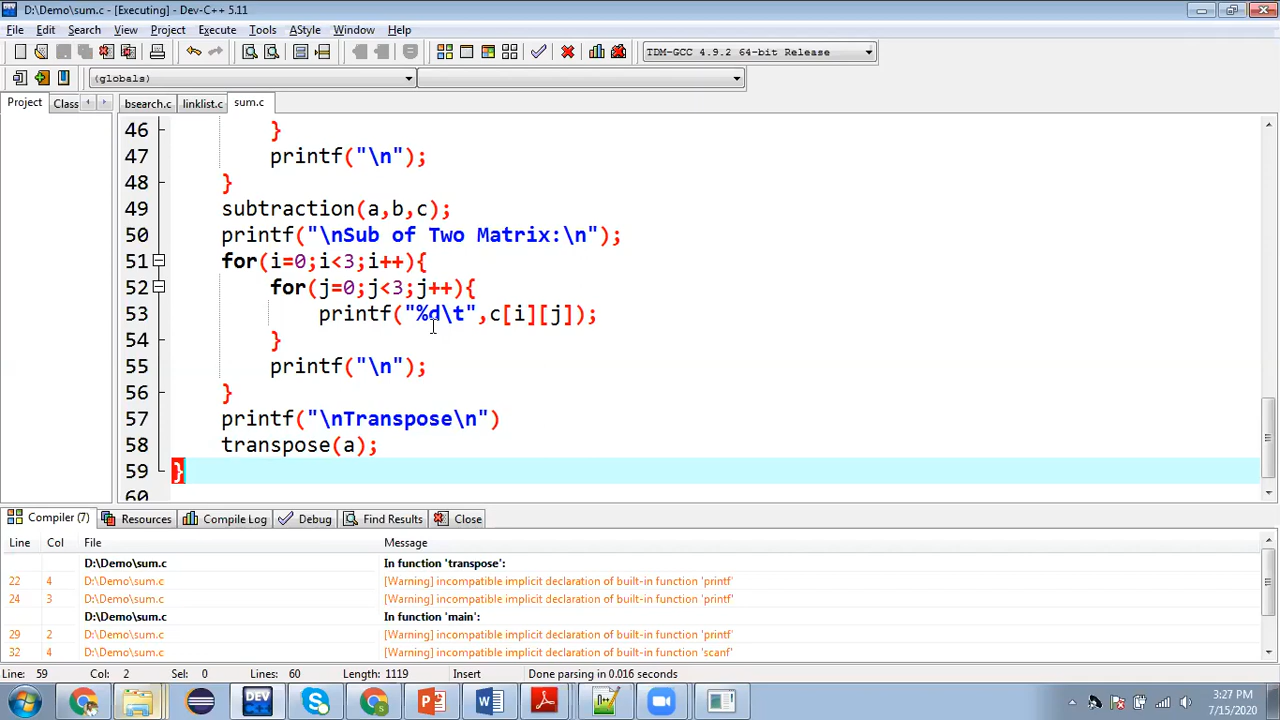 D:\Demo\sum.c - [Executing] - Dev-C++ 5.11
File Edit Search View Project Execute Tools AStyle Window Help
TDM-GCC 4.9.2 64-bit Release
(globals)
Project Class bsearch.c linklist.c sum.c
46 }
47 printf("\n");
48 }
49 subtraction(a,b,c);
50 printf("\nSub of Two Matrix:\n");
51 for(i=0;i<3;i++){
52 for(j=0;j<3;j++){
53 printf("%d\t",c[i][j]);
54 }
55 printf("\n");
56 }
57 printf("\nTranspose\n")
58 transpose(a);
59 }
60
Compiler (7) Resources Compile Log Debug Find Results Close
Line Col File Message
D:\Demo\sum.c In function 'transpose':
22 4 D:\Demo\sum.c [Warning] incompatible implicit declaration of built-in function 'printf'
24 3 D:\Demo\sum.c [Warning] incompatible implicit declaration of built-in function 'printf'
D:\Demo\sum.c In function 'main':
29 2 D:\Demo\sum.c [Warning] incompatible implicit declaration of built-in function 'printf'
32 4 D:\Demo\sum.c [Warning] incompatible implicit declaration of built-in function 'scanf'
Line: 59 Col: 2 Sel: 0 Lines: 60 Length: 1119 Insert Done parsing in 0.016 seconds
DEV
3:27 PM
7/15/2020